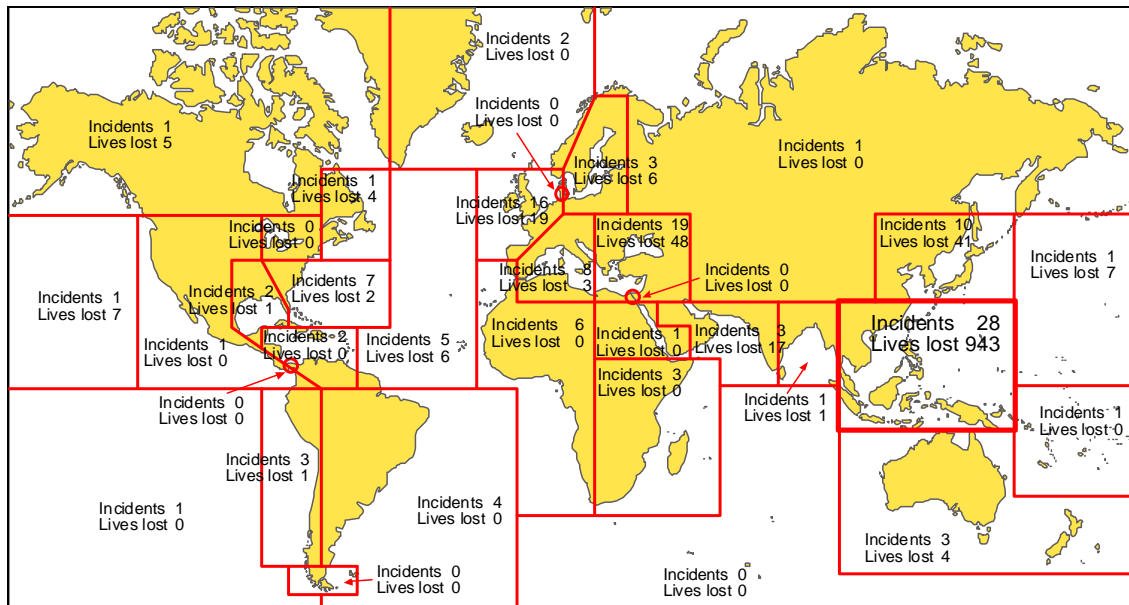 Incidents 2
Lives lost 0
Incidents 0
Lives lost 0
Incidents 1
Lives lost 5
Incidents 1
Lives lost 0
Incidents 3
Lives lost 6
Incidents 1
Lives lost 4
Incidents 16
Lives lost 19
Incidents 0
Lives lost 0
Incidents 19
Lives lost 48
Incidents 10
Lives lost 41
Incidents 1
Lives lost 7
Incidents 8
Lives lost 3
Incidents 0
Lives lost 0
Incidents 7
Lives lost 2
Incidents 2
Lives lost 1
Incidents 1
Lives lost 7
Incidents 28
Lives lost 943
Incidents 6
Lives lost 0
Incidents 1
Lives lost 0
Incidents 3
Lives lost 17
Incidents 1
Lives lost 0
Incidents 2
Lives lost 0
Incidents 5
Lives lost 6
Incidents 3
Lives lost 0
Incidents 0
Lives lost 0
Incidents 1
Lives lost 1
Incidents 1
Lives lost 0
Incidents 3
Lives lost 1
Incidents 1
Lives lost 0
Incidents 4
Lives lost 0
Incidents 3
Lives lost 4
Incidents 0
Lives lost 0
Incidents 0
Lives lost 0